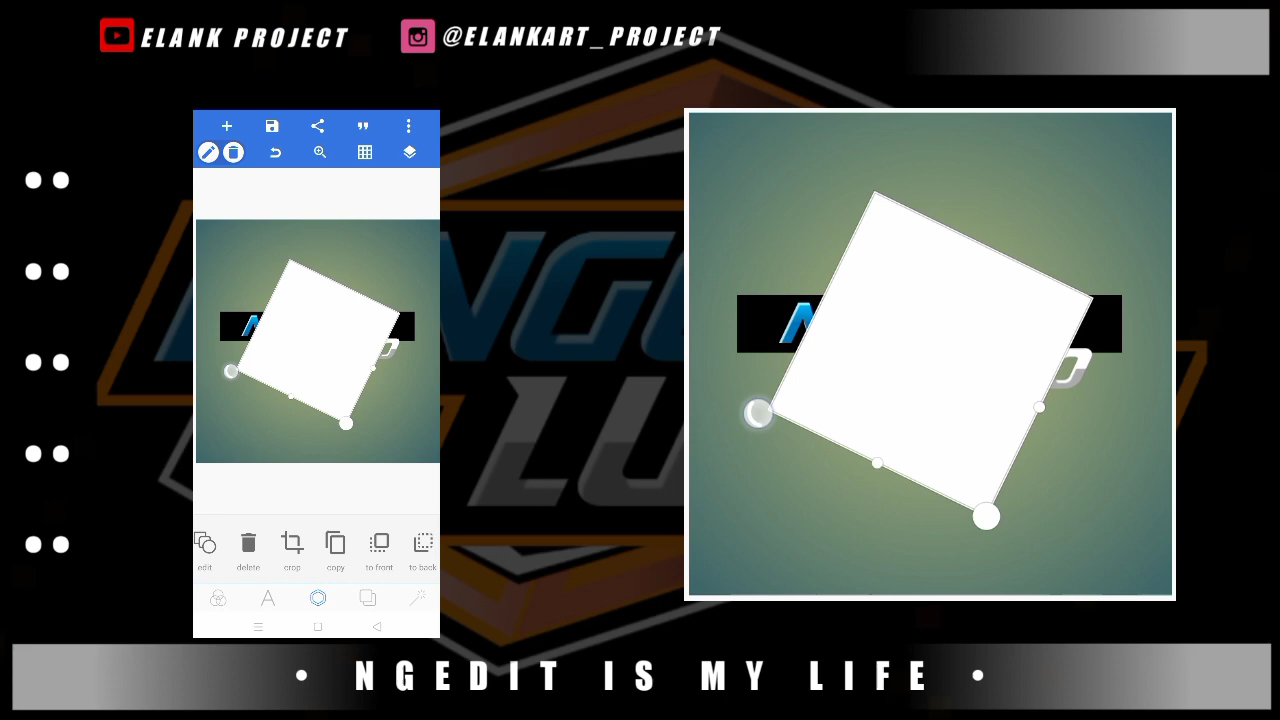 ELANK PROJECT
@ELANKART_PROJECT
edit
delete
crop
copy
to front
to back
• NGEDIT IS MY LIFE •